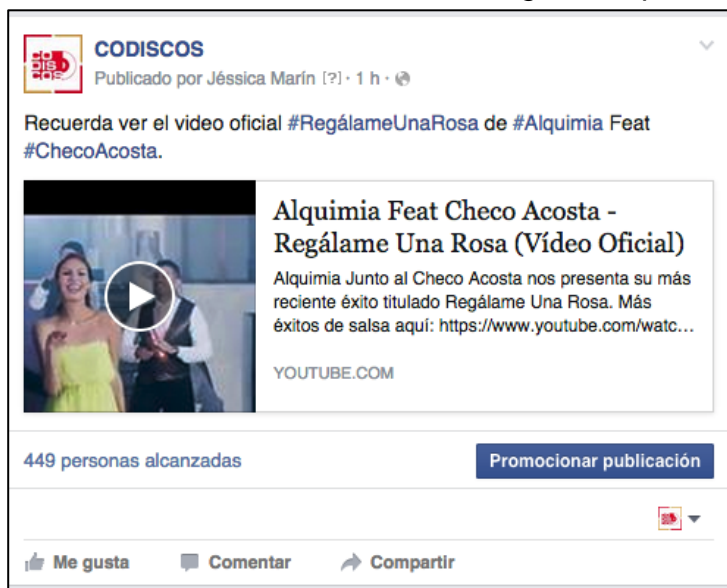 CODISCOS
Publicado por Jéssica Marín [?] · 1 h ·
Recuerda ver el video oficial #RegálameUnaRosa de #Alquimia Feat
#ChecoAcosta.
Alquimia Feat Checo Acosta -
Regálame Una Rosa (Vídeo Oficial)
Alquimia Junto al Checo Acosta nos presenta su más
reciente éxito titulado Regálame Una Rosa. Más
éxitos de salsa aquí: https://www.youtube.com/watc...
YOUTUBE.COM
449 personas alcanzadas
Promocionar publicación
Me gusta
Comentar
Compartir